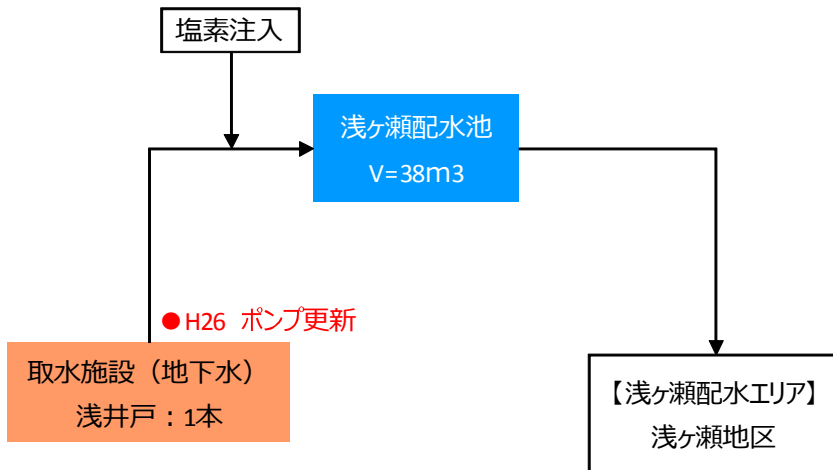 塩素注入
浅ヶ瀬配水池
V=38m3
●H26 ポンプ更新
取水施設（地下水）
浅井戸：1本
【浅ヶ瀬配水エリア】
浅ヶ瀬地区